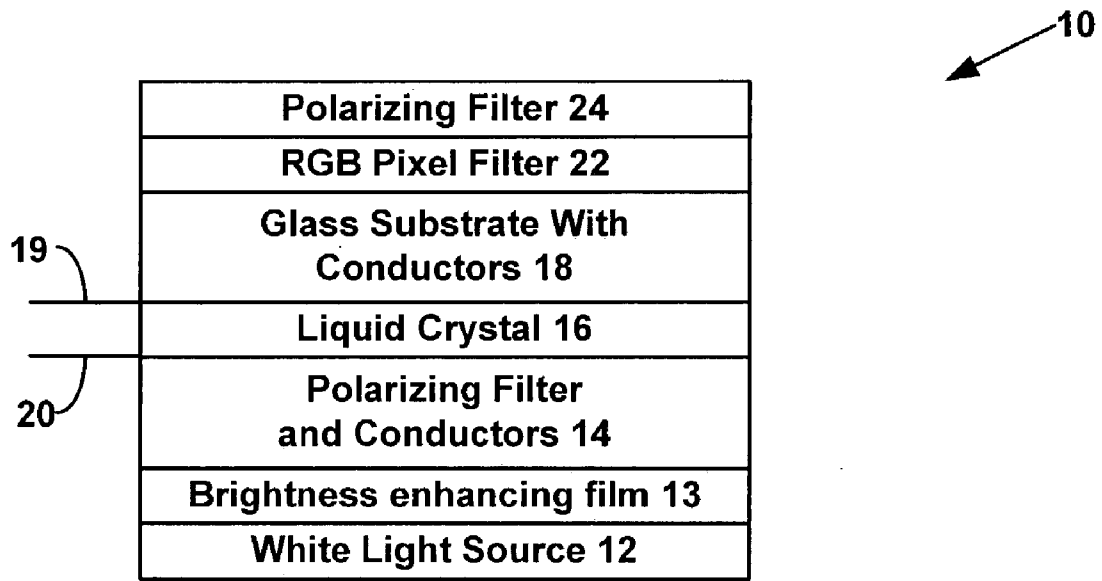 10
Polarizing Filter 24
RGB Pixel Filter 22
Glass Substrate With
Conductors 18
19
Liquid Crystal 16
20
Polarizing Filter
and Conductors 14
Brightness enhancing film 13
White Light Source 12